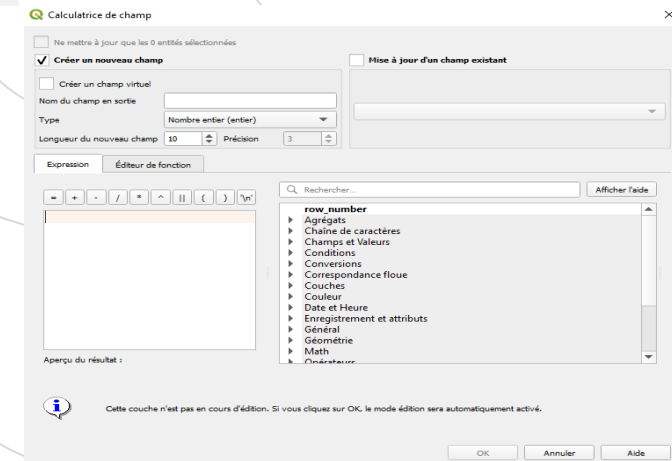 Calculatrice de champ
Ne mettre à jour que les 0 entités sélectionnées
Créer un nouveau champ
Mise à jour d'un champ existant
Créer un champ virtuel
Nom du champ en sortie
Type Nombre entier (entier)
Longueur du nouveau champ 10 Précision 3
Expression Éditeur de fonction
= + - / * ^ || ( ) '\n'
Rechercher... Afficher l'aide
row_number
Agrégats
Chaîne de caractères
Champs et Valeurs
Conditions
Conversions
Correspondance floue
Couches
Couleur
Date et Heure
Enregistrement et attributs
Général
Géométrie
Math
Opérateurs
Aperçu du résultat :
Cette couche n'est pas en cours d'édition. Si vous cliquez sur OK, le mode édition sera automatiquement activé.
OK Annuler Aide